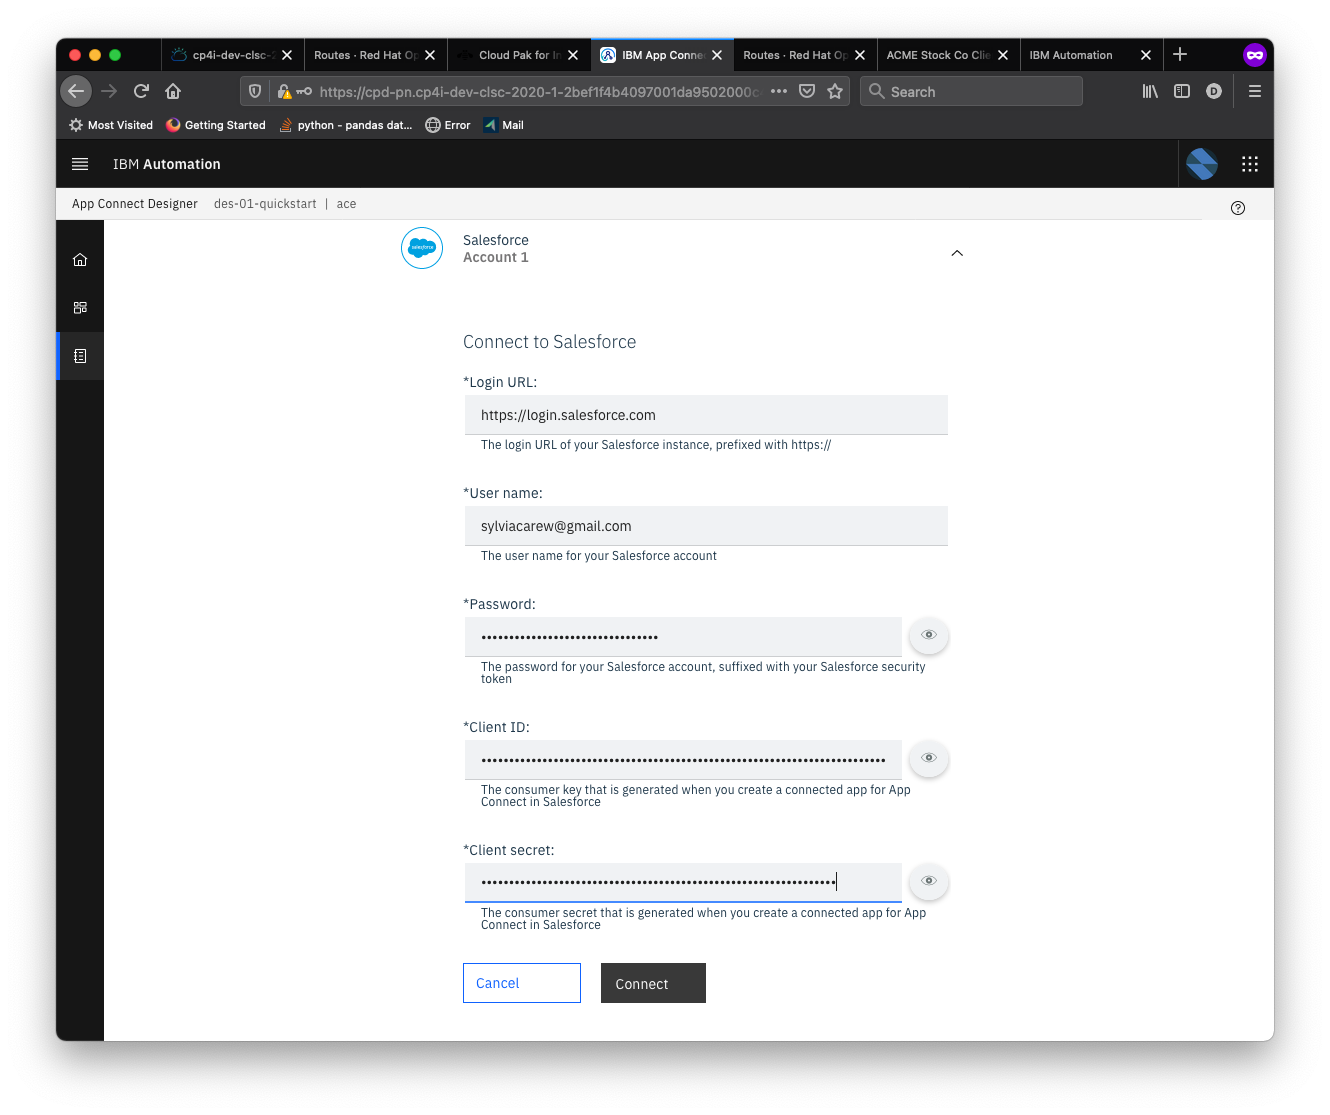 cp4i-dev-clsc-2
Routes · Red Hat Op
Cloud Pak for In
IBM App Connec
Routes · Red Hat Op
ACME Stock Co Clie
IBM Automation
https://cpd-pn.cp4i-dev-clsc-2020-1-2bef1f4b4097001da9502000c
Search
D
Most Visited
Getting Started
python - pandas dat...
Error
Mail
IBM Automation
App Connect Designer
des-01-quickstart | ace
salesforce
Salesforce
Account 1
Connect to Salesforce
*Login URL:
https://login.salesforce.com
The login URL of your Salesforce instance, prefixed with https://
*User name:
sylviacarew@gmail.com
The user name for your Salesforce account
*Password:
The password for your Salesforce account, suffixed with your Salesforce security
token
*Client ID:
The consumer key that is generated when you create a connected app for App
Connect in Salesforce
*Client secret:
The consumer secret that is generated when you create a connected app for App
Connect in Salesforce
Cancel
Connect